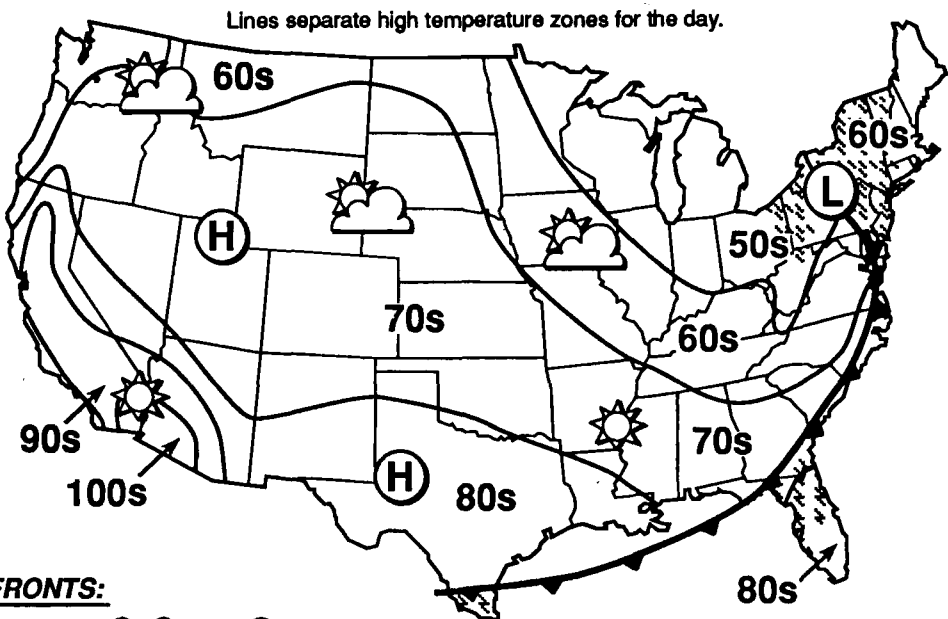 Lines separate high temperature zones for the day.
60s
60s
L
H
50s
70s
60s
90s
70s
100s
H
80s
80s
FRONTS: